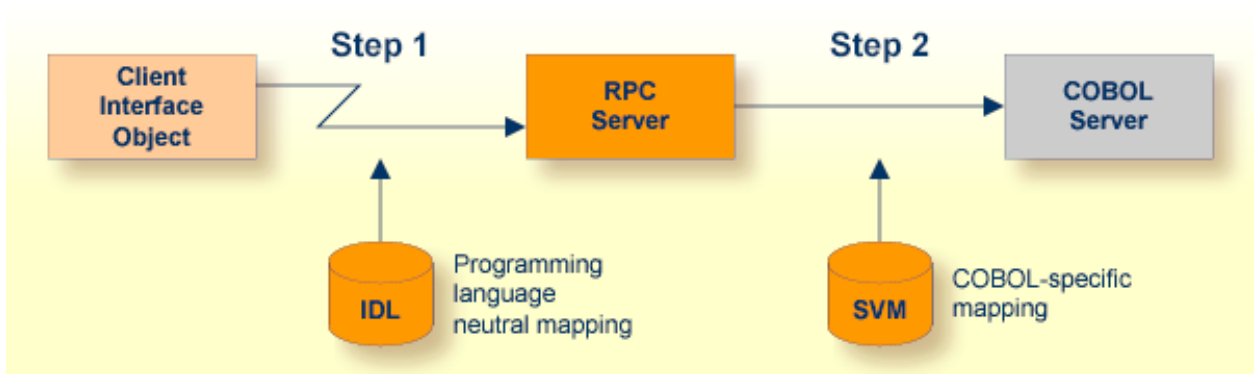 Step 1
Step 2
Client
Interface
Object
RPC
Server
COBOL
Server
IDL
Programming
language
neutral mapping
SVM
COBOL-specific
mapping